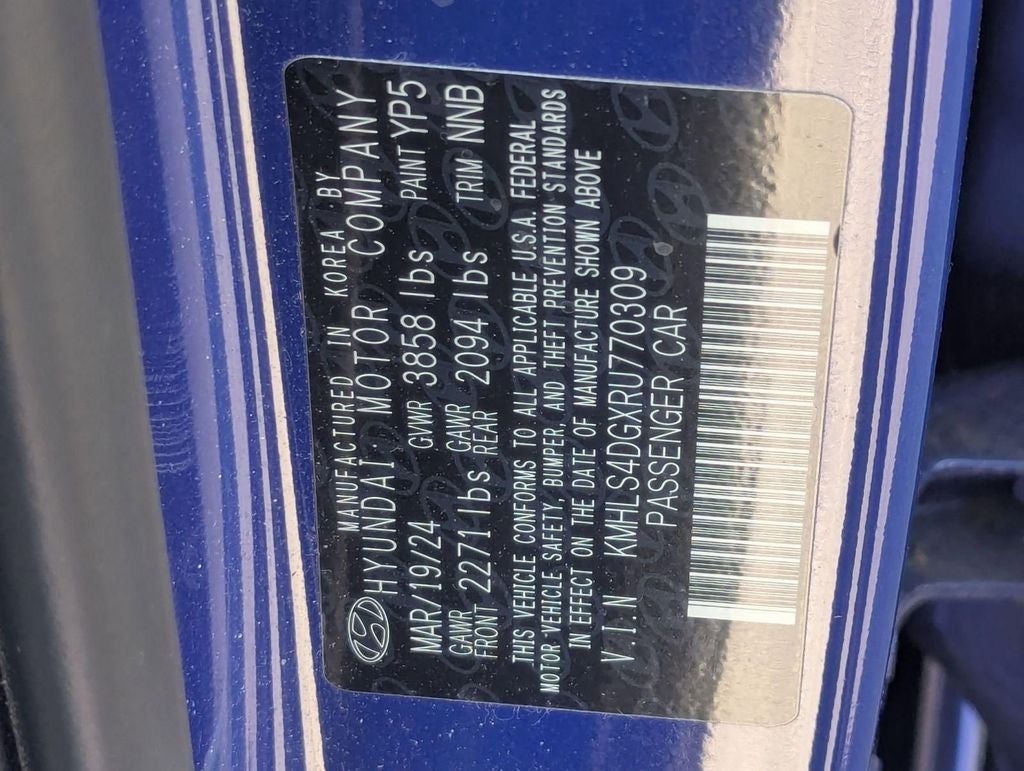 MANUFACTURED IN KOREA BY
HYUNDAI MOTOR COMPANY
MAR/19/24 GVWR 3858 lbs PAINT YP5
GAWR FRONT 2271 lbs GAWR REAR 2094 lbs TRIM NNB
THIS VEHICLE CONFORMS TO ALL APPLICABLE U.S.A. FEDERAL
MOTOR VEHICLE SAFETY, BUMPER, AND THEFT PREVENTION STANDARDS
IN EFFECT ON THE DATE OF MANUFACTURE SHOWN ABOVE
V.I.N KMHLS4DGXRU770309
PASSENGER CAR